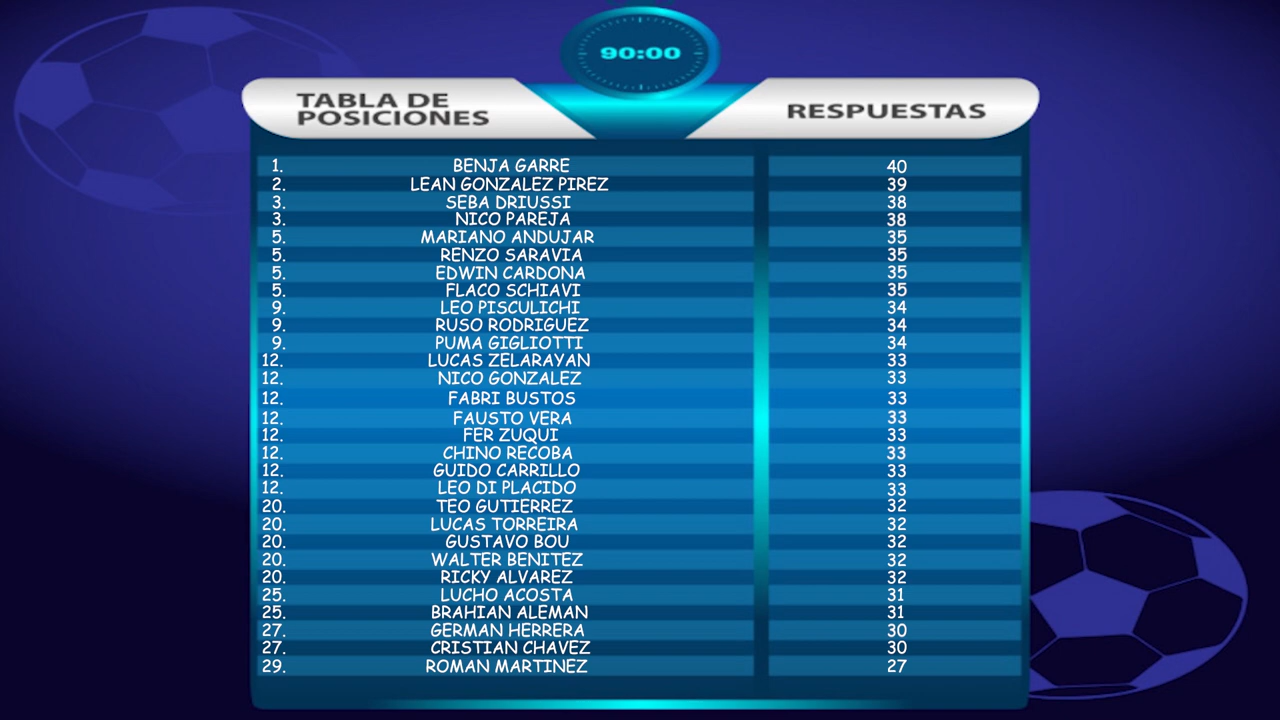 90:00
TABLA DE
POSICIONES
RESPUESTAS
1. BENJA GARRE 40
2. LEAN GONZALEZ PIREZ 39
3. SEBA DRIUSSI 38
3. NICO PAREJA 38
5. MARIANO ANDUJAR 35
5. RENZO SARAVIA 35
5. EDWIN CARDONA 35
5. FLACO SCHIAVI 35
9. LEO PISCULICHI 34
9. RUSO RODRIGUEZ 34
9. PUMA GIGLIOTTI 34
12. LUCAS ZELARAYAN 33
12. NICO GONZALEZ 33
12. FABRI BUSTOS 33
12. FAUSTO VERA 33
12. FER ZUQUI 33
12. CHINO RECOBA 33
12. GUIDO CARRILLO 33
12. LEO DI PLACIDO 33
20. TEO GUTIERREZ 32
20. LUCAS TORREIRA 32
20. GUSTAVO BOU 32
20. WALTER BENITEZ 32
20. RICKY ALVAREZ 32
25. LUCHO ACOSTA 31
25. BRAHIAN ALEMAN 31
27. GERMAN HERRERA 30
27. CRISTIAN CHAVEZ 30
29. ROMAN MARTINEZ 27